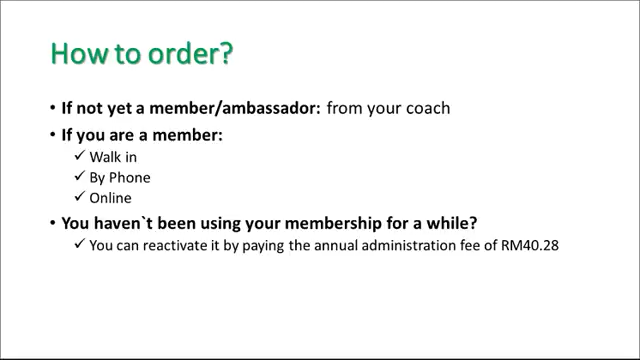 How to order?
• If not yet a member/ambassador: from your coach
• If you are a member:
✓ Walk in
✓ By Phone
✓ Online
• You haven`t been using your membership for a while?
✓ You can reactivate it by paying the annual administration fee of RM40.28